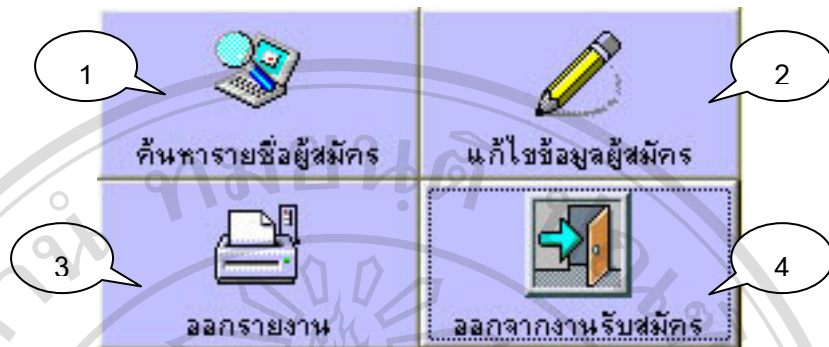 1
2
ค้นหารายชื่อผู้สมัคร
แก้ไขข้อมูลผู้สมัคร
3
4
ออกรายงาน
ออกจากงานรับสมัคร